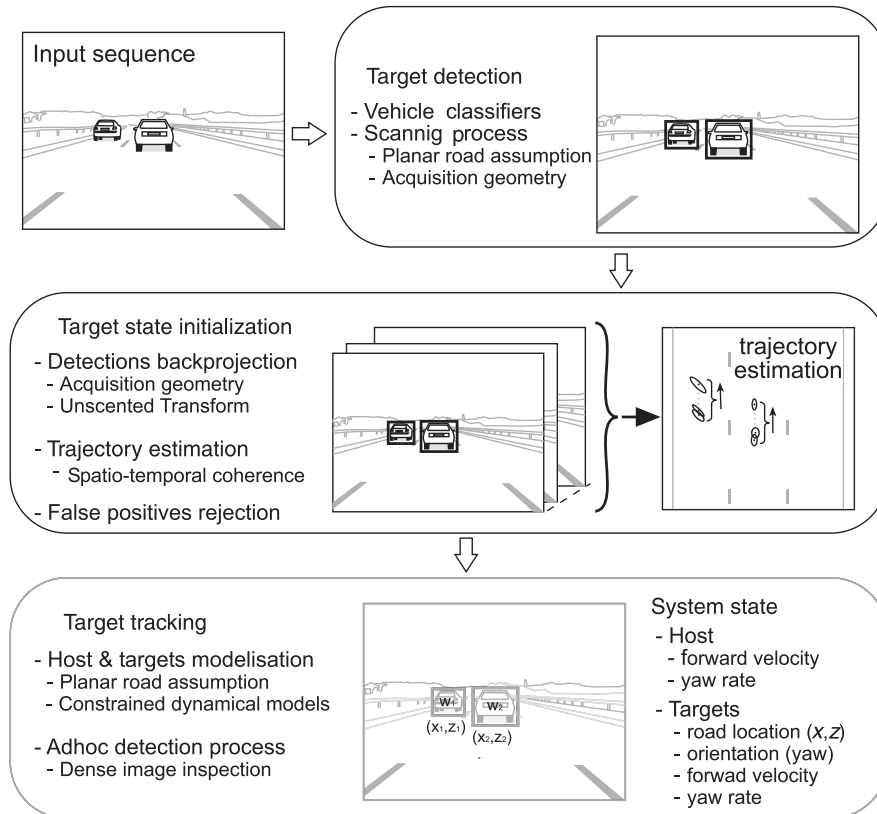 Input sequence
Target detection
- Vehicle classifiers
- Scannig process
- Planar road assumption
- Acquisition geometry
Target state initialization
- Detections backprojection
- Acquisition geometry
- Unscented Transform
- Trajectory estimation
- Spatio-temporal coherence
- False positives rejection
trajectory
estimation
Target tracking
- Host & targets modelisation
- Planar road assumption
- Constrained dynamical models
- Adhoc detection process
- Dense image inspection
W1
W2
(x1,z1)
(x2,z2)
System state
- Host
- forward velocity
- yaw rate
- Targets
- road location (x,z)
- orientation (yaw)
- forwad velocity
- yaw rate